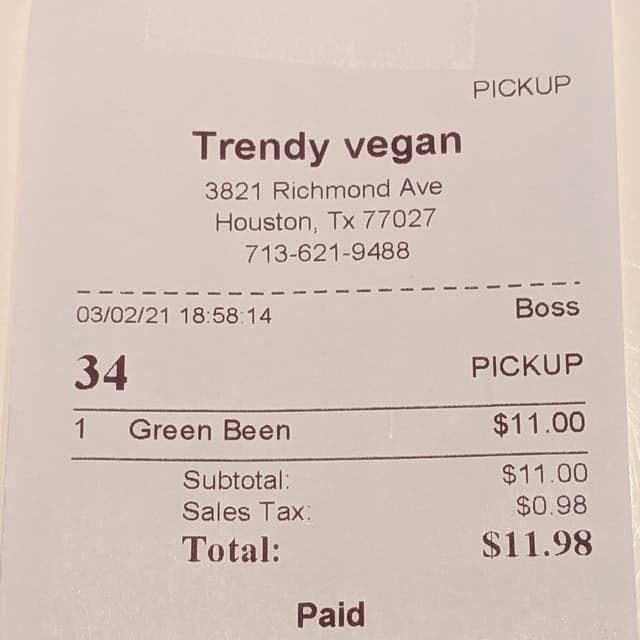 PICKUP
Trendy vegan
3821 Richmond Ave
Houston, Tx 77027
713-621-9488
03/02/21 18:58:14 Boss
34 PICKUP
1 Green Been $11.00
Subtotal: $11.00
Sales Tax: $0.98
Total: $11.98
Paid